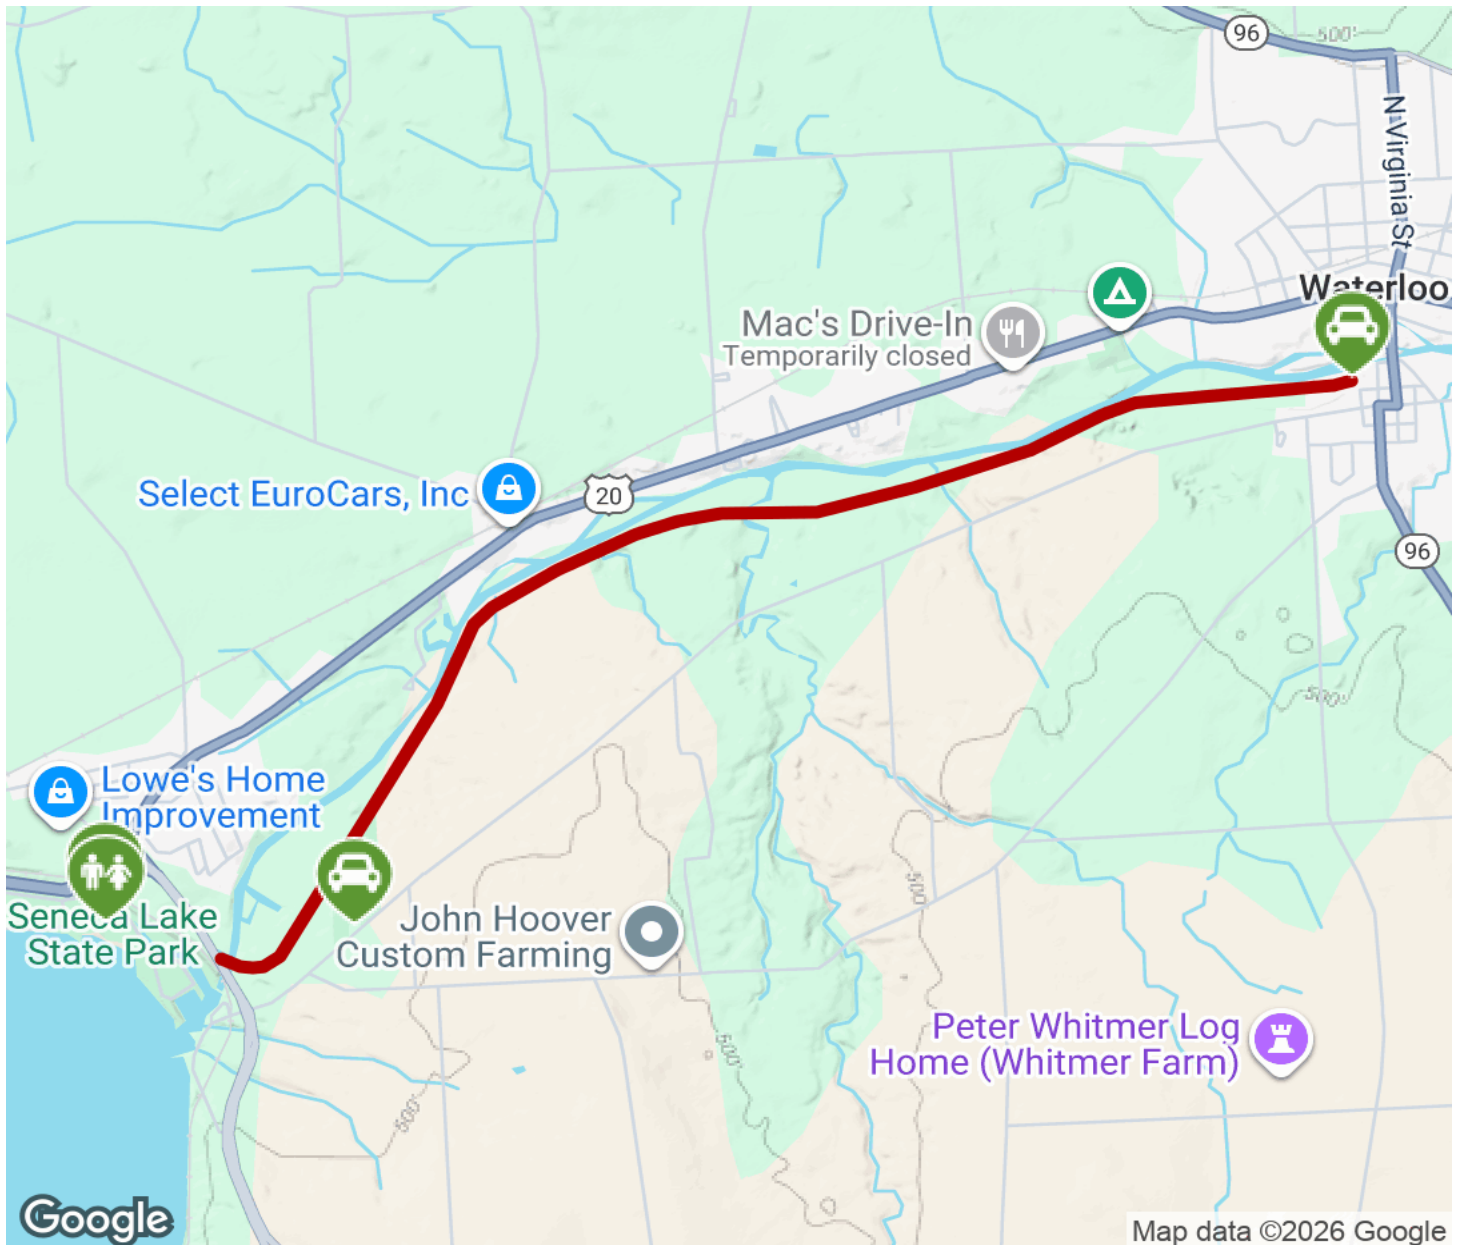 96
500'
N Virginia St
Waterloo
Mac's Drive-In
Temporarily closed
Select EuroCars, Inc
20
96
500'
Lowe's Home
Improvement
500'
Seneca Lake
State Park
John Hoover
Custom Farming
Peter Whitmer Log
Home (Whitmer Farm)
500'
500'
Google
Map data ©2026 Google